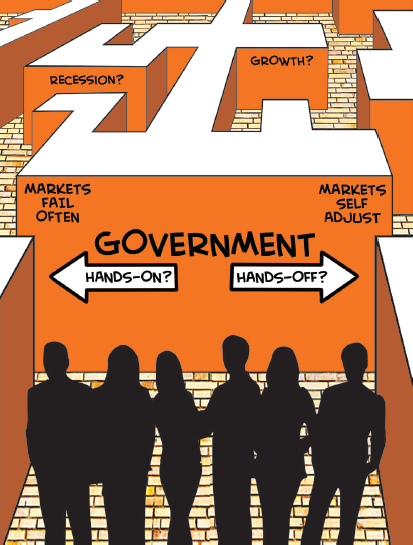 GROWTH?
RECESSION?
MARKETS
FAIL
OFTEN
MARKETS
SELF
ADJUST
GOVERNMENT
HANDS-ON?
HANDS-OFF?